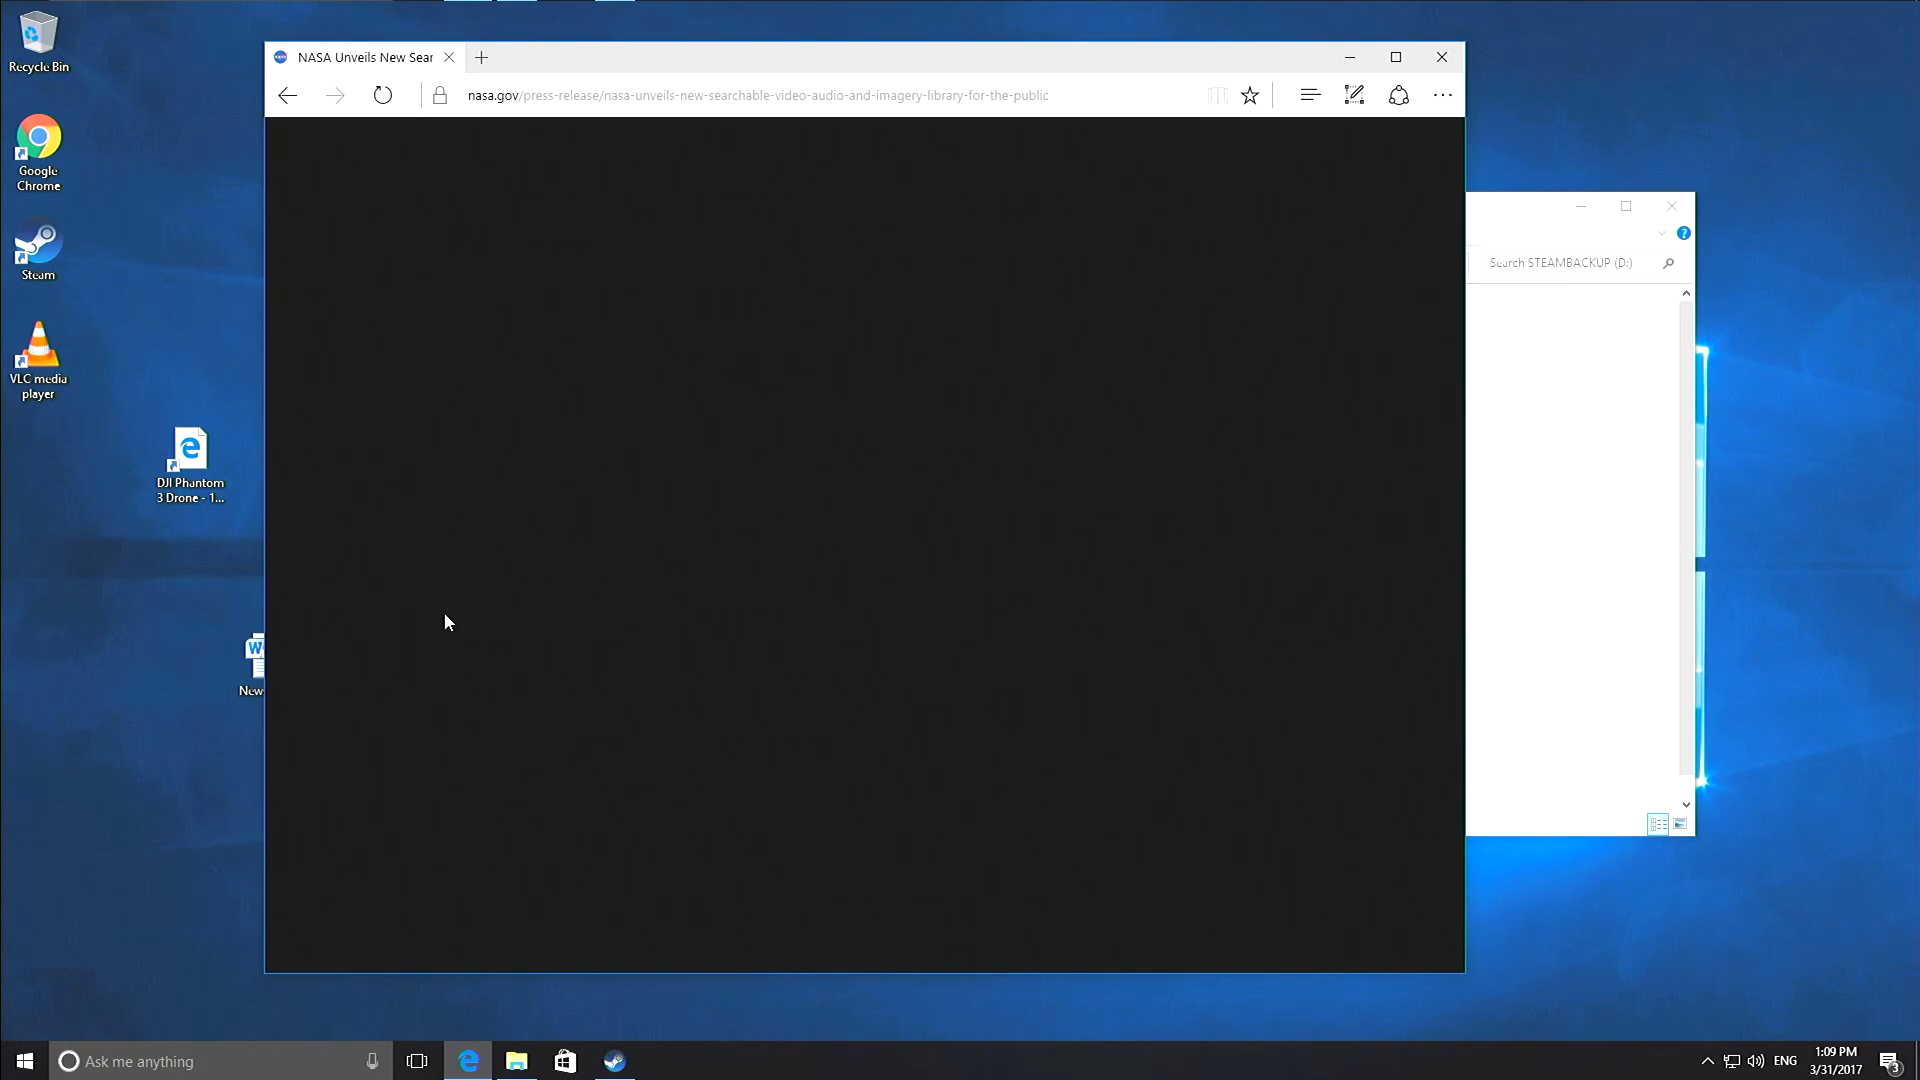 Recycle Bin
Google
Chrome
Steam
VLC media
player
DJI Phantom
3 Drone - 1...
New
NASA Unveils New Sear
nasa.gov/press-release/nasa-unveils-new-searchable-video-audio-and-imagery-library-for-the-public
Search STEAMBACKUP (D:)
Ask me anything
ENG
1:09 PM
3/31/2017
3